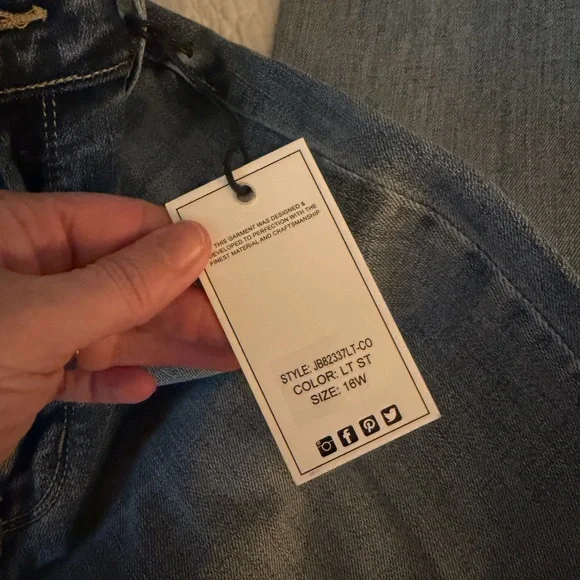 THIS GARMENT WAS DESIGNED &
DEVELOPED TO PERFECTION WITH THE
FINEST MATERIAL AND CRAFTSMANSHIP
STYLE: JB82337LT-CO
COLOR: LT ST
SIZE: 16W